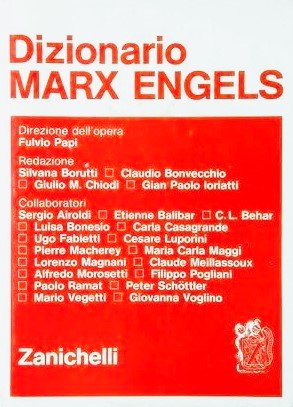 Dizionario
MARX ENGELS
Direzione dell'opera
Fulvio Papi
Redazione
Silvana Borutti □ Claudio Bonvecchio
□ Giulio M. Chiodi □ Gian Paolo Ioriatti
Collaboratori
Sergio Airoldi □ Etienne Balibar □ C.L. Behar
□ Luisa Bonesio □ Carla Casagrande
□ Ugo Fabietti □ Cesare Luporini
□ Pierre Macherey □ Maria Carla Maggi
□ Lorenzo Magnani □ Claude Meillassoux
□ Alfredo Morosetti □ Filippo Pogliani
□ Paolo Ramat □ Peter Schöttler
□ Mario Vegetti □ Giovanna Voglino
Zanichelli